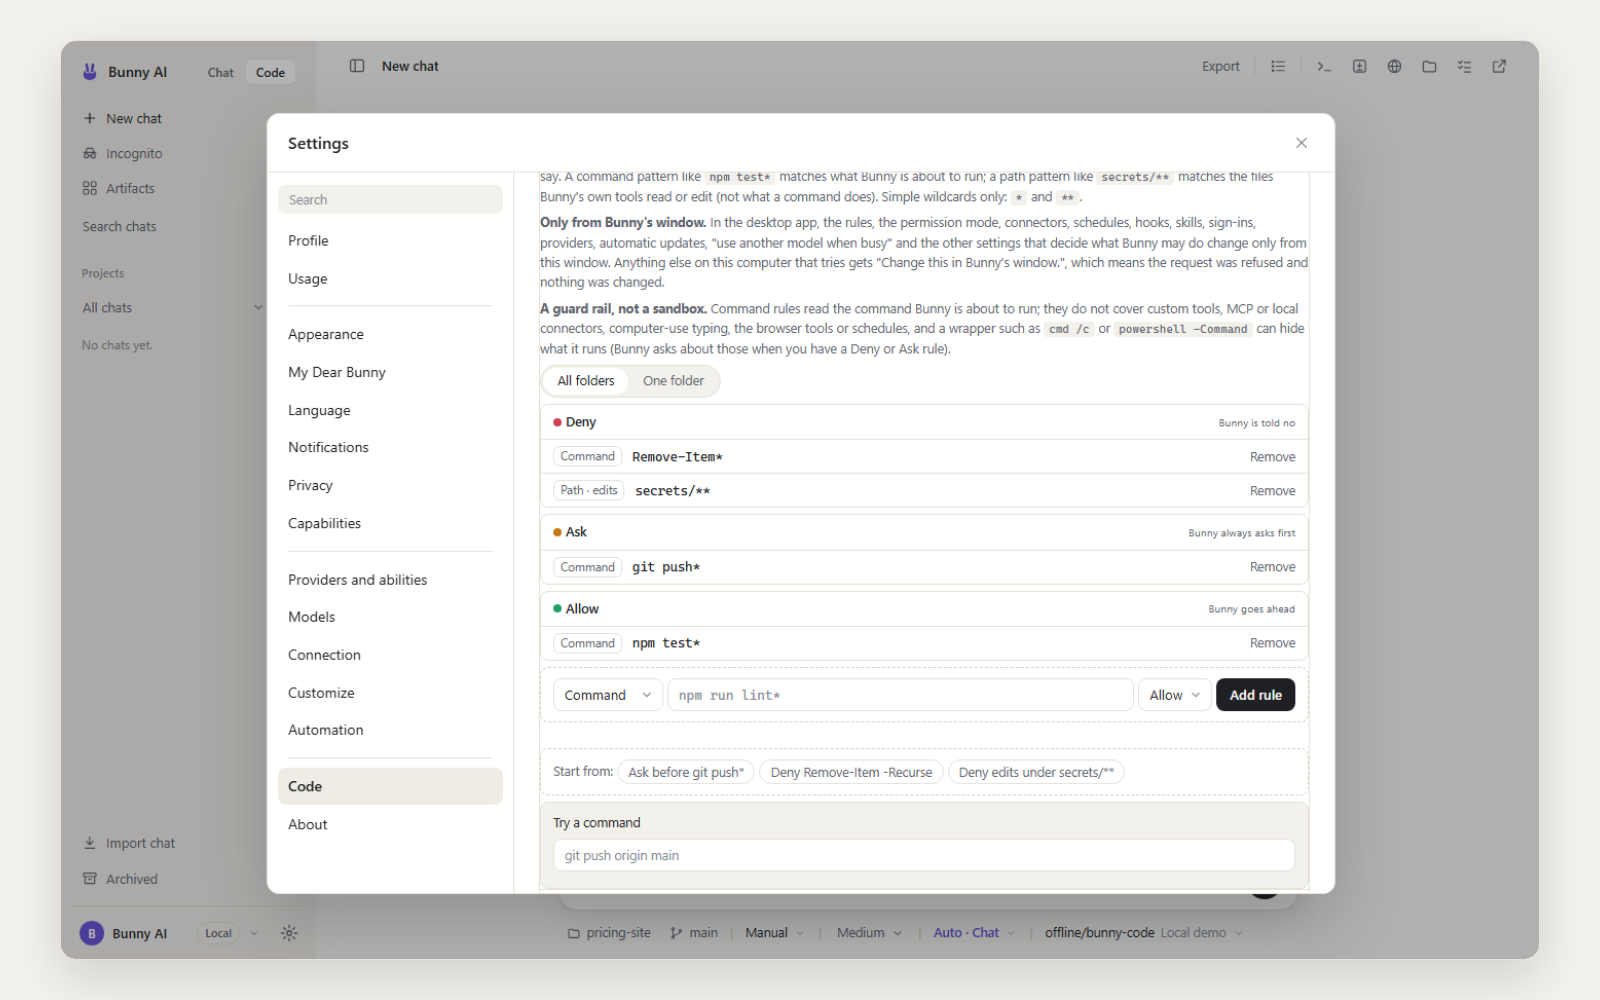 Bunny AI
Chat
Code
New chat
Export
New chat
Incognito
Artifacts
Search chats
Projects
All chats
No chats yet.
Import chat
Archived
B Bunny AI
Local
Settings
Search
Profile
Usage
Appearance
My Dear Bunny
Language
Notifications
Privacy
Capabilities
Providers and abilities
Models
Connection
Customize
Automation
Code
About
say. A command pattern like npm test* matches what Bunny is about to run; a path pattern like secrets/** matches the files
Bunny's own tools read or edit (not what a command does). Simple wildcards only: * and **.
Only from Bunny's window. In the desktop app, the rules, the permission mode, connectors, schedules, hooks, skills, sign-ins,
providers, automatic updates, "use another model when busy" and the other settings that decide what Bunny may do change only from
this window. Anything else on this computer that tries gets "Change this in Bunny's window.", which means the request was refused and
nothing was changed.
A guard rail, not a sandbox. Command rules read the command Bunny is about to run; they do not cover custom tools, MCP or local
connectors, computer-use typing, the browser tools or schedules, and a wrapper such as cmd /c or powershell -Command can hide
what it runs (Bunny asks about those when you have a Deny or Ask rule).
All folders
One folder
Deny
Bunny is told no
Command Remove-Item* Remove
Path · edits secrets/** Remove
Ask
Bunny always asks first
Command git push* Remove
Allow
Bunny goes ahead
Command npm test* Remove
Command
npm run lint*
Allow
Add rule
Start from: Ask before git push* Deny Remove-Item -Recurse Deny edits under secrets/**
Try a command
git push origin main
pricing-site
main
Manual
Medium
Auto · Chat
offline/bunny-code Local demo